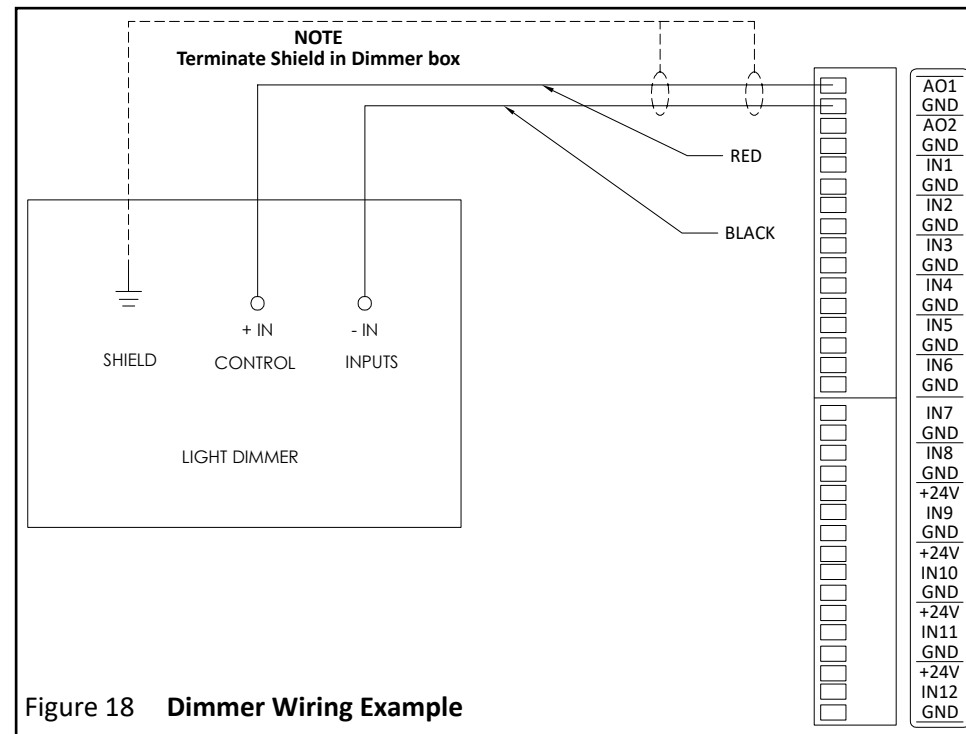 NOTE
Terminate Shield in Dimmer box
RED
BLACK
+ IN
- IN
SHIELD
CONTROL
INPUTS
LIGHT DIMMER
AO1
GND
AO2
GND
IN1
GND
IN2
GND
IN3
GND
IN4
GND
IN5
GND
IN6
GND
IN7
GND
IN8
GND
+24V
IN9
GND
+24V
IN10
GND
+24V
IN11
GND
+24V
IN12
GND
Figure 18 Dimmer Wiring Example